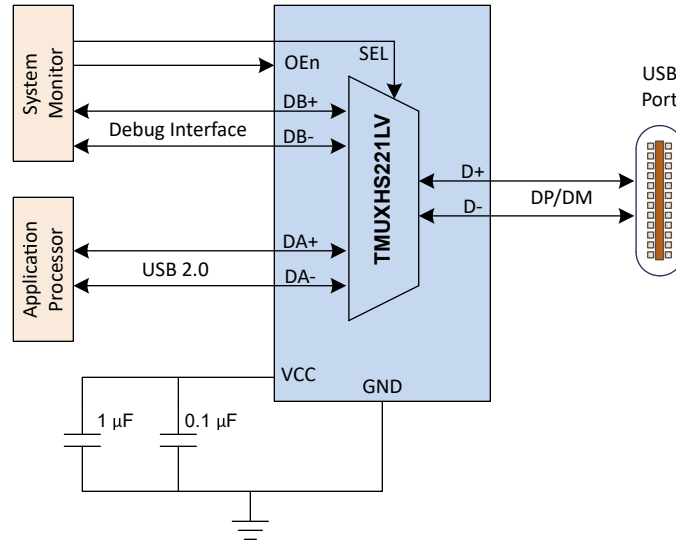 System
Monitor
SEL
OEn
DB+
Debug Interface
DB-
USB
Port
D+
DP/DM
D-
TMUXHS221LV
Application
Processor
DA+
USB 2.0
DA-
VCC
GND
1 µF
0.1 µF